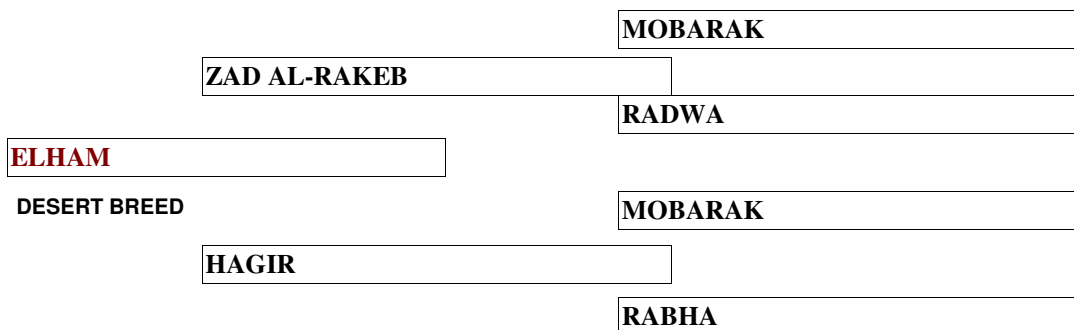 MOBARAK
ZAD AL-RAKEB
RADWA
ELHAM
DESERT BREED
MOBARAK
HAGIR
RABHA